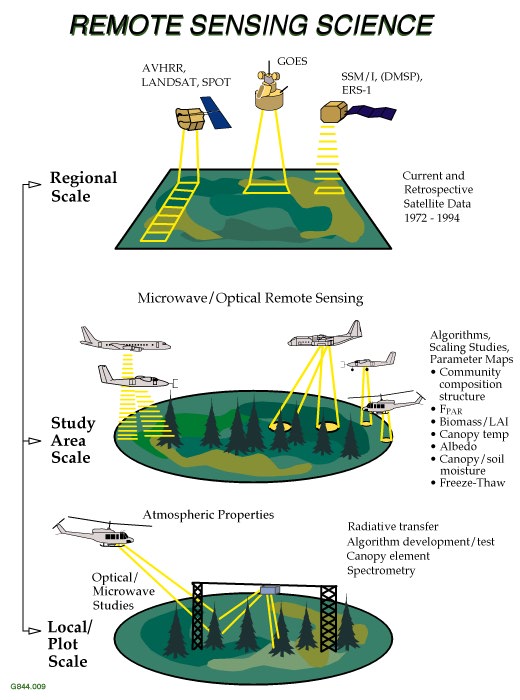 REMOTE SENSING SCIENCE
AVHRR,
LANDSAT, SPOT
GOES
SSM/I, (DMSP),
ERS-1
Regional
Scale
Current and
Retrospective
Satellite Data
1972 - 1994
Microwave/Optical Remote Sensing
Algorithms,
Scaling Studies,
Parameter Maps
• Community
composition
structure
• FPAR
• Biomass/LAI
• Canopy temp
• Albedo
• Canopy/soil
moisture
• Freeze-Thaw
Study
Area
Scale
Atmospheric Properties
Radiative transfer
Algorithm development/test
Canopy element
Spectrometry
Optical/
Microwave
Studies
Local/
Plot
Scale
G844.009